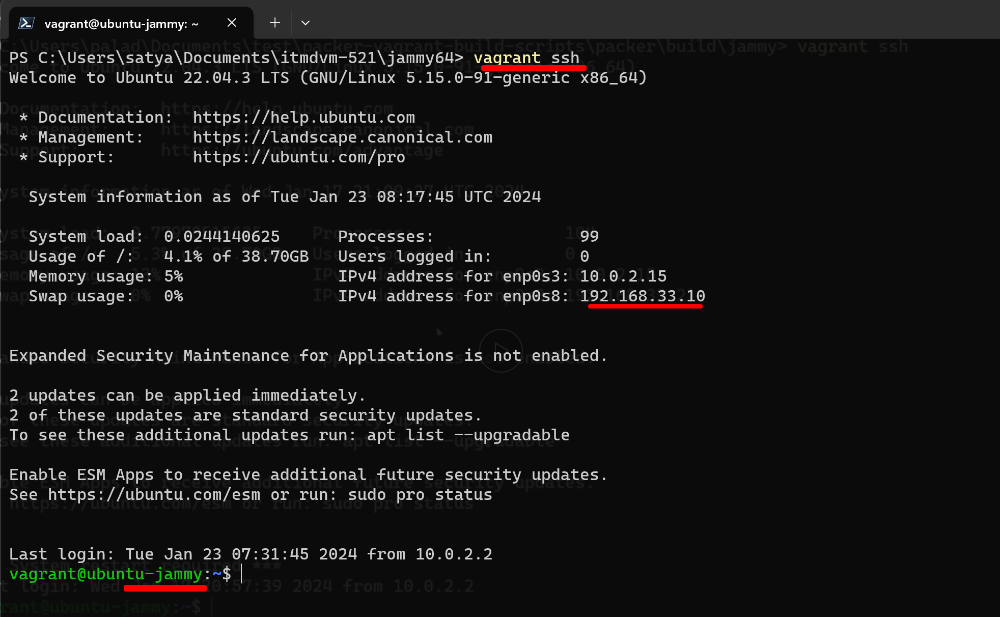 vagrant@ubuntu-jammy: ~
PS C:\Users\satya\Documents\itmdvm-521\jammy64> vagrant ssh
Welcome to Ubuntu 22.04.3 LTS (GNU/Linux 5.15.0-91-generic x86_64)
* Documentation: https://help.ubuntu.com
* Management: https://landscape.canonical.com
* Support: https://ubuntu.com/pro
System information as of Tue Jan 23 08:17:45 UTC 2024
System load: 0.0244140625 Processes: 99
Usage of /: 4.1% of 38.70GB Users logged in: 0
Memory usage: 5% IPv4 address for enp0s3: 10.0.2.15
Swap usage: 0% IPv4 address for enp0s8: 192.168.33.10
Expanded Security Maintenance for Applications is not enabled.
2 updates can be applied immediately.
2 of these updates are standard security updates.
To see these additional updates run: apt list --upgradable
Enable ESM Apps to receive additional future security updates.
See https://ubuntu.com/esm or run: sudo pro status
Last login: Tue Jan 23 07:31:45 2024 from 10.0.2.2
vagrant@ubuntu-jammy:~$